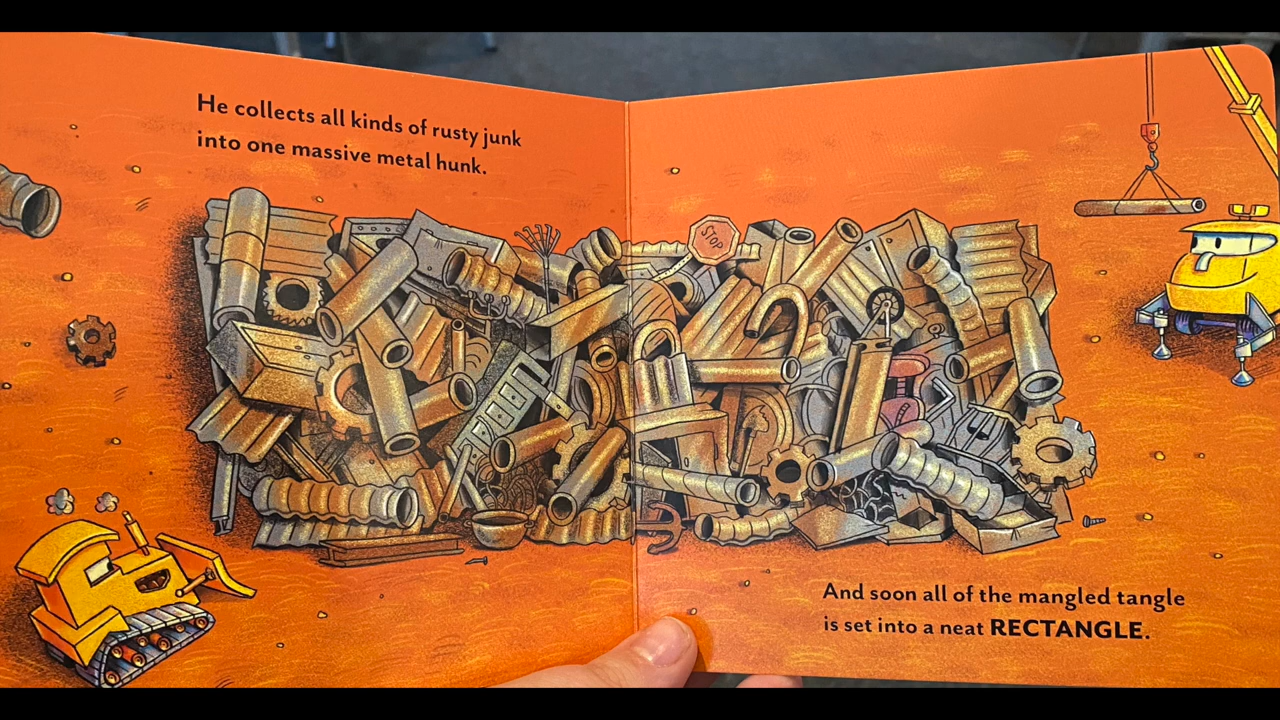 He collects all kinds of rusty junk
into one massive metal hunk.
STOP
And soon all of the mangled tangle
is set into a neat RECTANGLE.